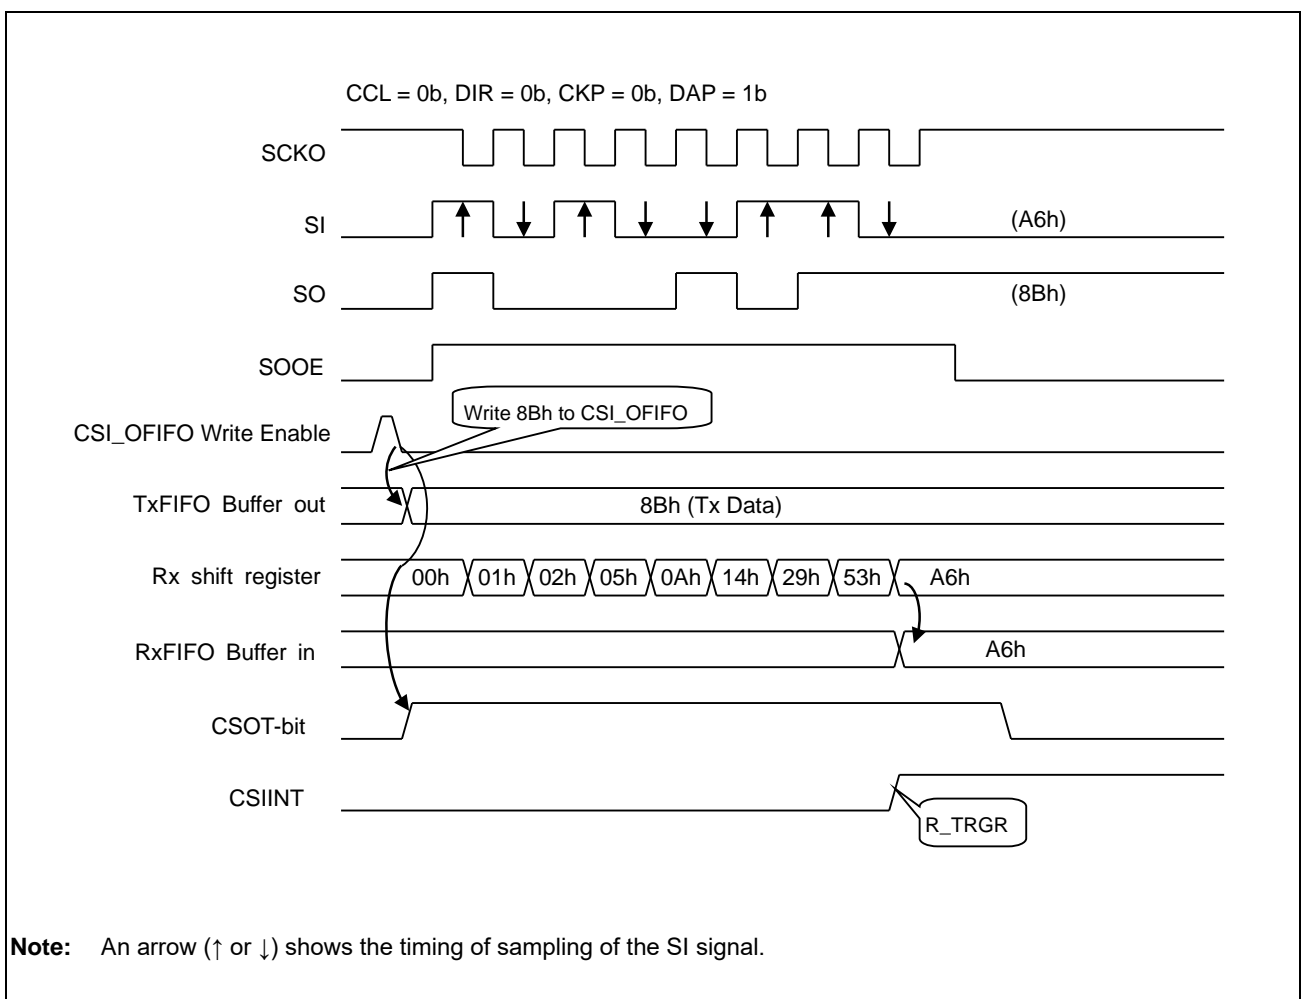 CCL = 0b, DIR = 0b, CKP = 0b, DAP = 1b
SCKO
SI (A6h)
SO (8Bh)
SOOE
Write 8Bh to CSI_OFIFO
CSI_OFIFO Write Enable
TxFIFO Buffer out 8Bh (Tx Data)
Rx shift register 00h 01h 02h 05h 0Ah 14h 29h 53h A6h
RxFIFO Buffer in A6h
CSOT-bit
CSIINT
R_TRGR
Note: An arrow (↑ or ↓) shows the timing of sampling of the SI signal.